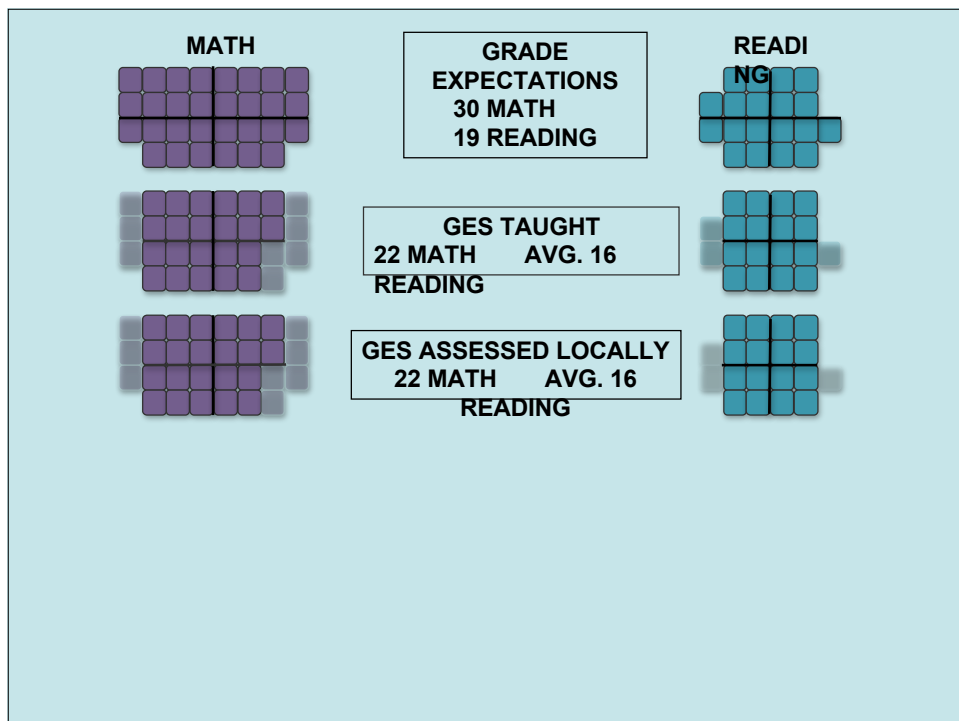 MATH
GRADE
EXPECTATIONS
30 MATH
19 READING
READI
NG
GES TAUGHT
22 MATH AVG. 16
READING
GES ASSESSED LOCALLY
22 MATH AVG. 16
READING